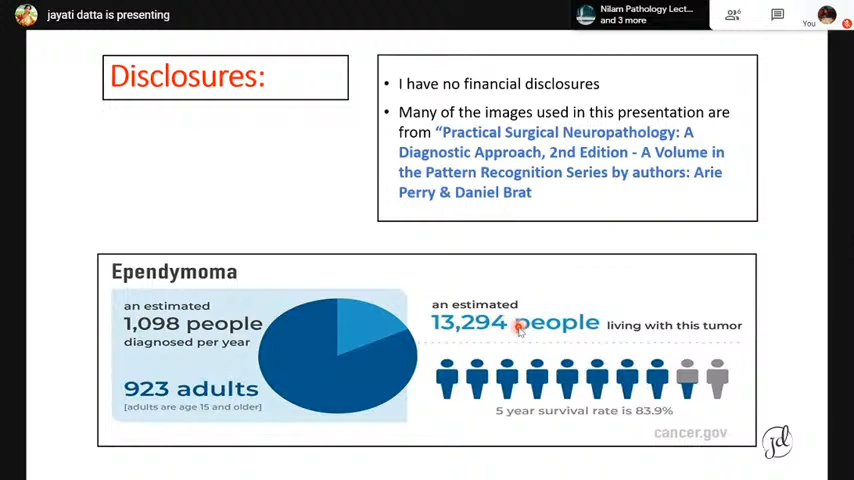 jayati datta is presenting
Nilam Pathology Lect...
and 3 more
You
Disclosures:
• I have no financial disclosures
• Many of the images used in this presentation are
from “Practical Surgical Neuropathology: A
Diagnostic Approach, 2nd Edition - A Volume in
the Pattern Recognition Series by authors: Arie
Perry & Daniel Brat
Ependymoma
an estimated
1,098 people
diagnosed per year
923 adults
[adults are age 15 and older]
an estimated
13,294 people living with this tumor
5 year survival rate is 83.9%
cancer.gov
jd